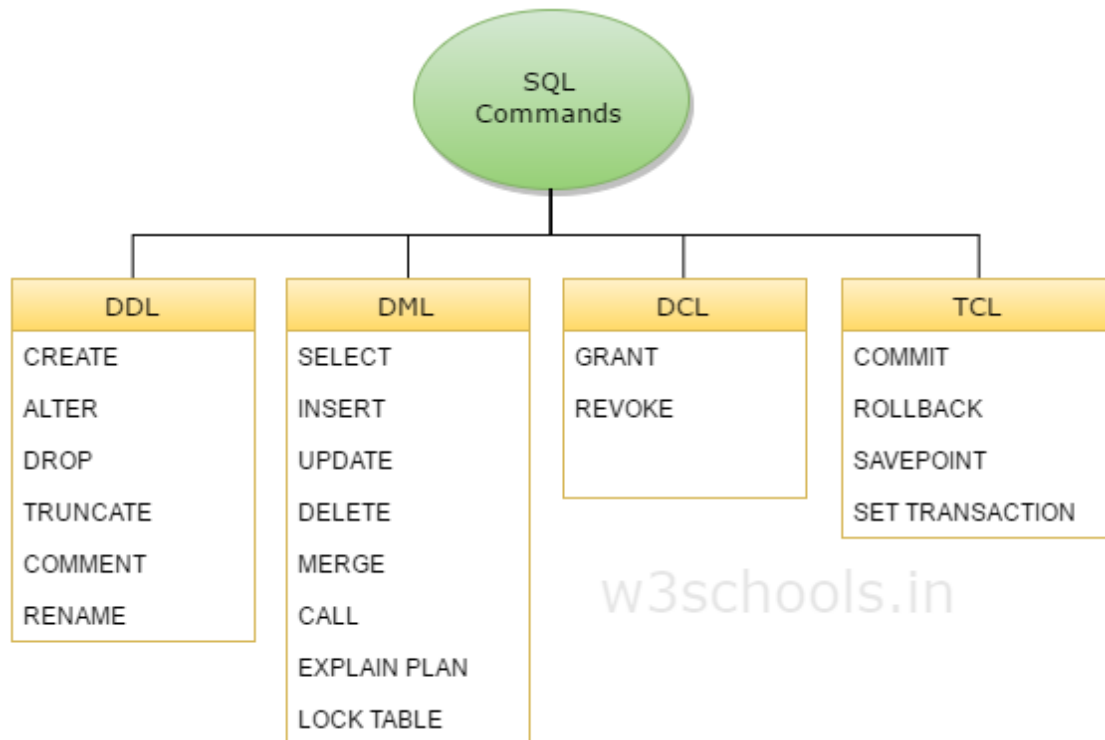 SQL
Commands
DDL
CREATE
ALTER
DROP
TRUNCATE
COMMENT
RENAME
DML
SELECT
INSERT
UPDATE
DELETE
MERGE
CALL
EXPLAIN PLAN
LOCK TABLE
DCL
GRANT
REVOKE
TCL
COMMIT
ROLLBACK
SAVEPOINT
SET TRANSACTION
w3schools.in